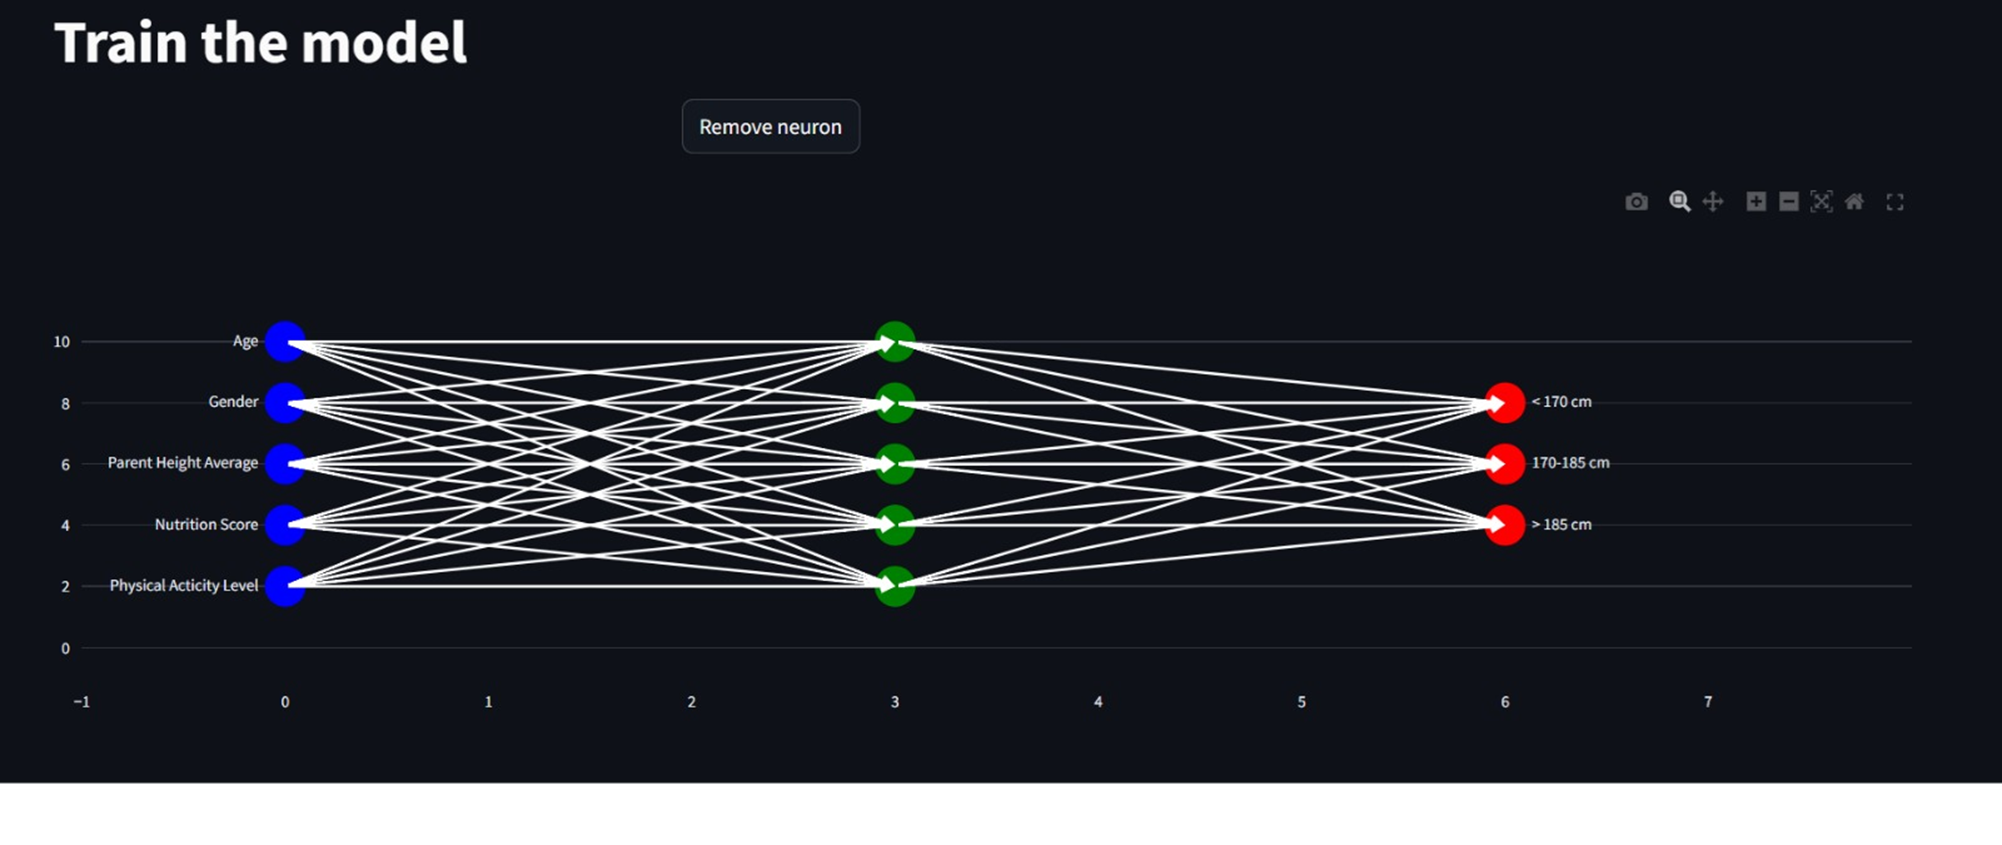 Train the model
Remove neuron
10
Age
8
Gender
< 170 cm
6
Parent Height Average
170-185 cm
4
Nutrition Score
> 185 cm
2
Physical Acticity Level
0
−1 0 1 2 3 4 5 6 7